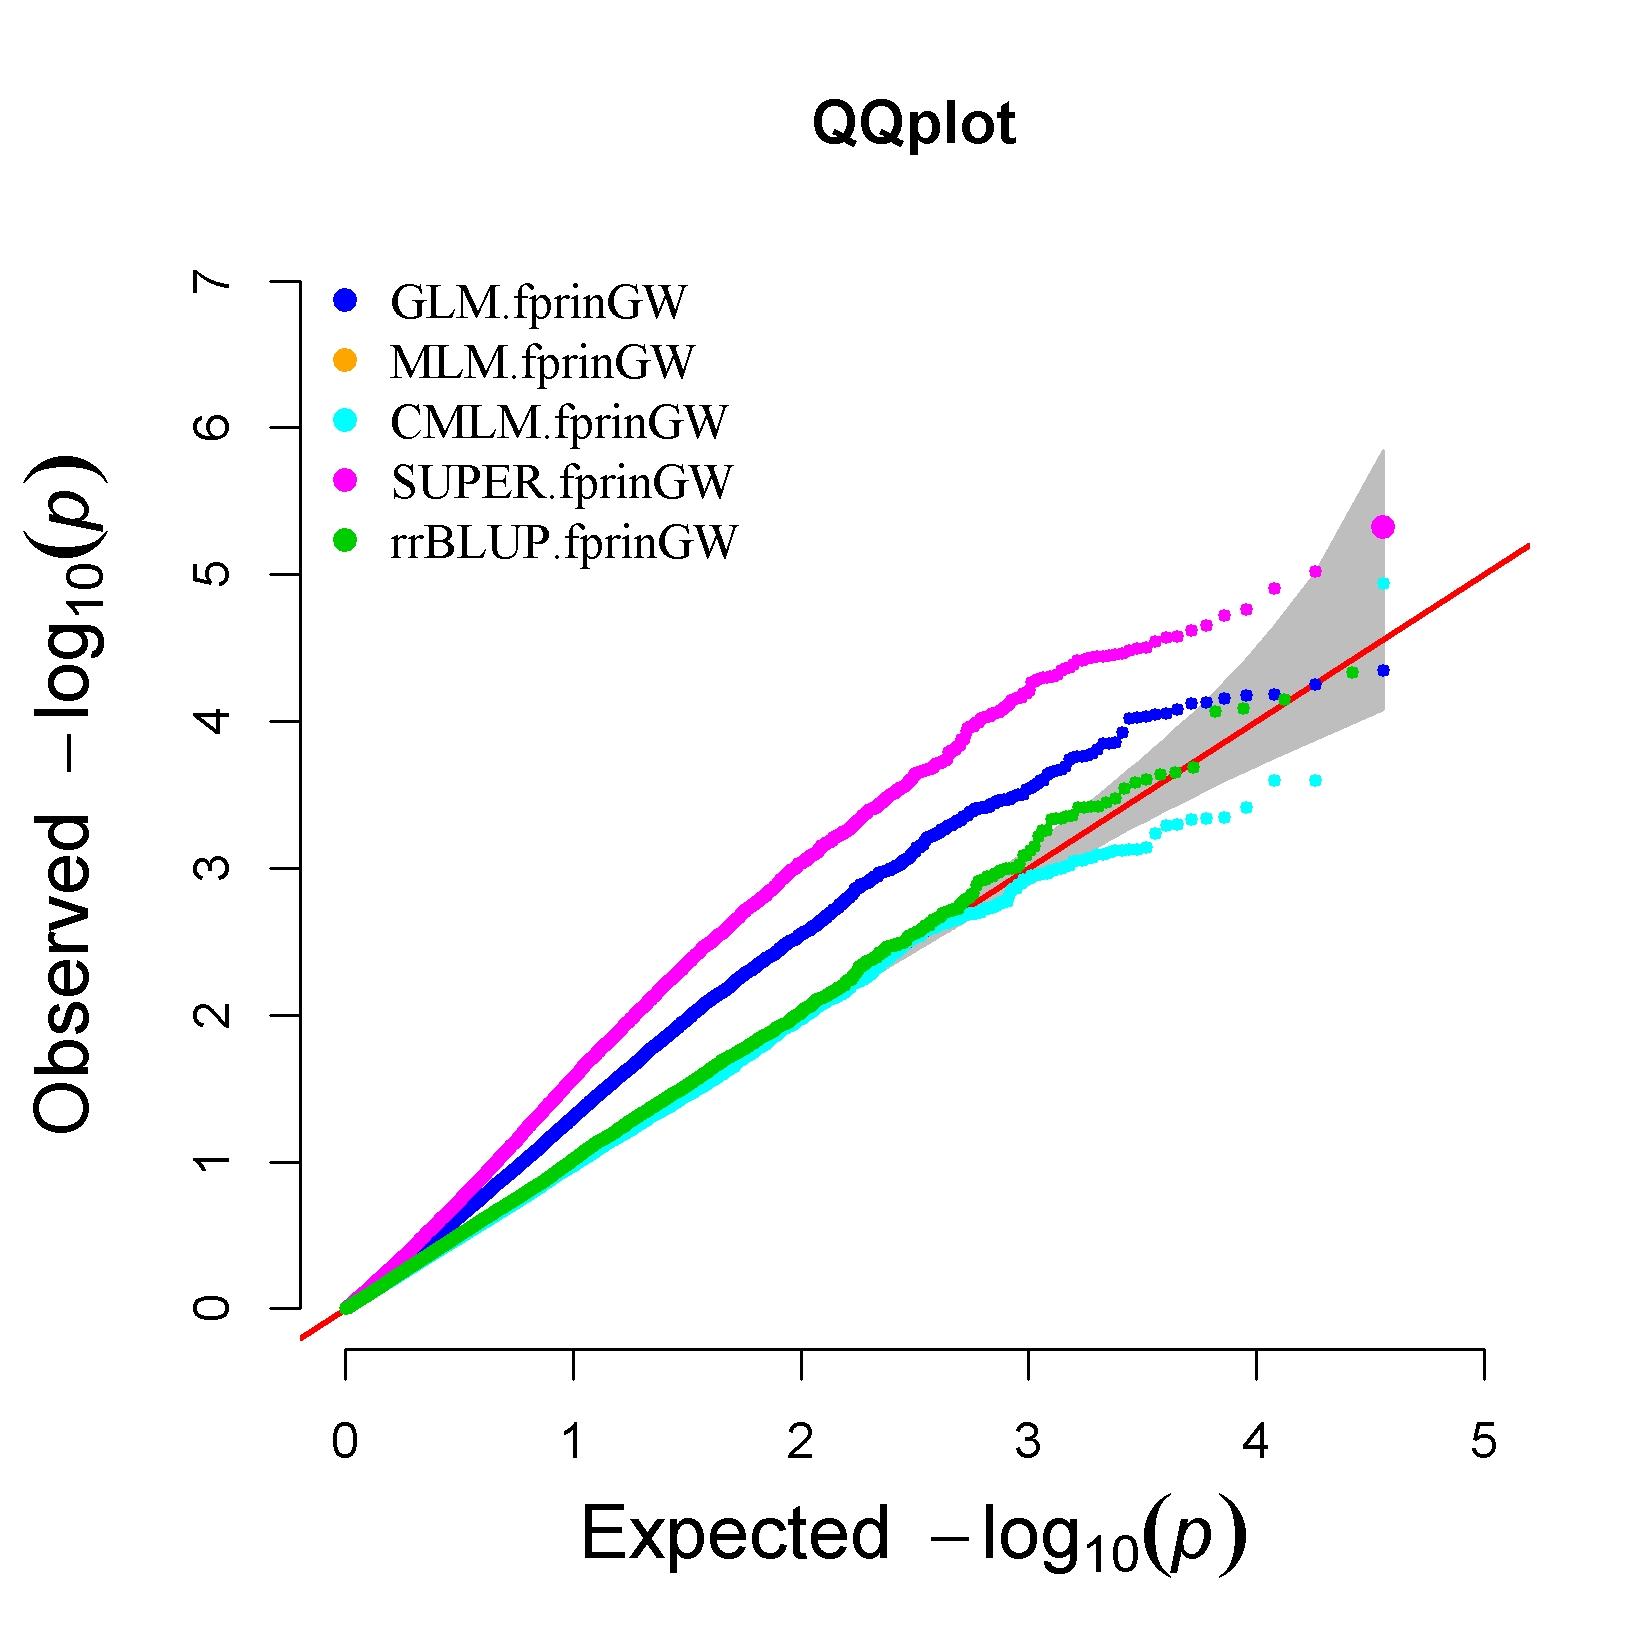 QQplot
GLM.fprinGW
MLM.fprinGW
CMLM.fprinGW
SUPER.fprinGW
rrBLUP.fprinGW
Observed −log10(p)
7
6
5
4
3
2
1
0
0 1 2 3 4 5
Expected −log10(p)